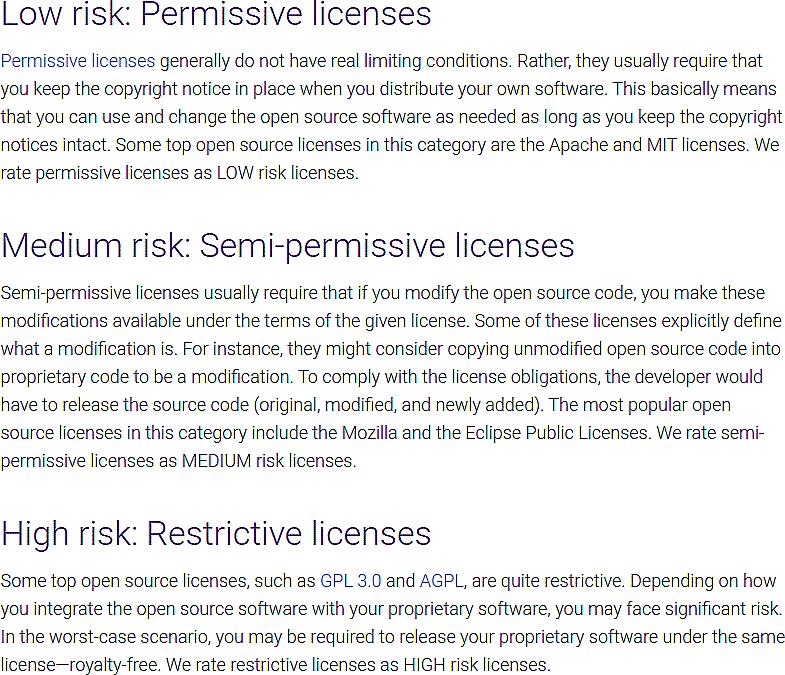 Low risk: Permissive licenses
Permissive licenses generally do not have real limiting conditions. Rather, they usually require that
you keep the copyright notice in place when you distribute your own software. This basically means
that you can use and change the open source software as needed as long as you keep the copyright
notices intact. Some top open source licenses in this category are the Apache and MIT licenses. We
rate permissive licenses as LOW risk licenses.
Medium risk: Semi-permissive licenses
Semi-permissive licenses usually require that if you modify the open source code, you make these
modifications available under the terms of the given license. Some of these licenses explicitly define
what a modification is. For instance, they might consider copying unmodified open source code into
proprietary code to be a modification. To comply with the license obligations, the developer would
have to release the source code (original, modified, and newly added). The most popular open
source licenses in this category include the Mozilla and the Eclipse Public Licenses. We rate semi-
permissive licenses as MEDIUM risk licenses.
High risk: Restrictive licenses
Some top open source licenses, such as GPL 3.0 and AGPL, are quite restrictive. Depending on how
you integrate the open source software with your proprietary software, you may face significant risk.
In the worst-case scenario, you may be required to release your proprietary software under the same
license—royalty-free. We rate restrictive licenses as HIGH risk licenses.